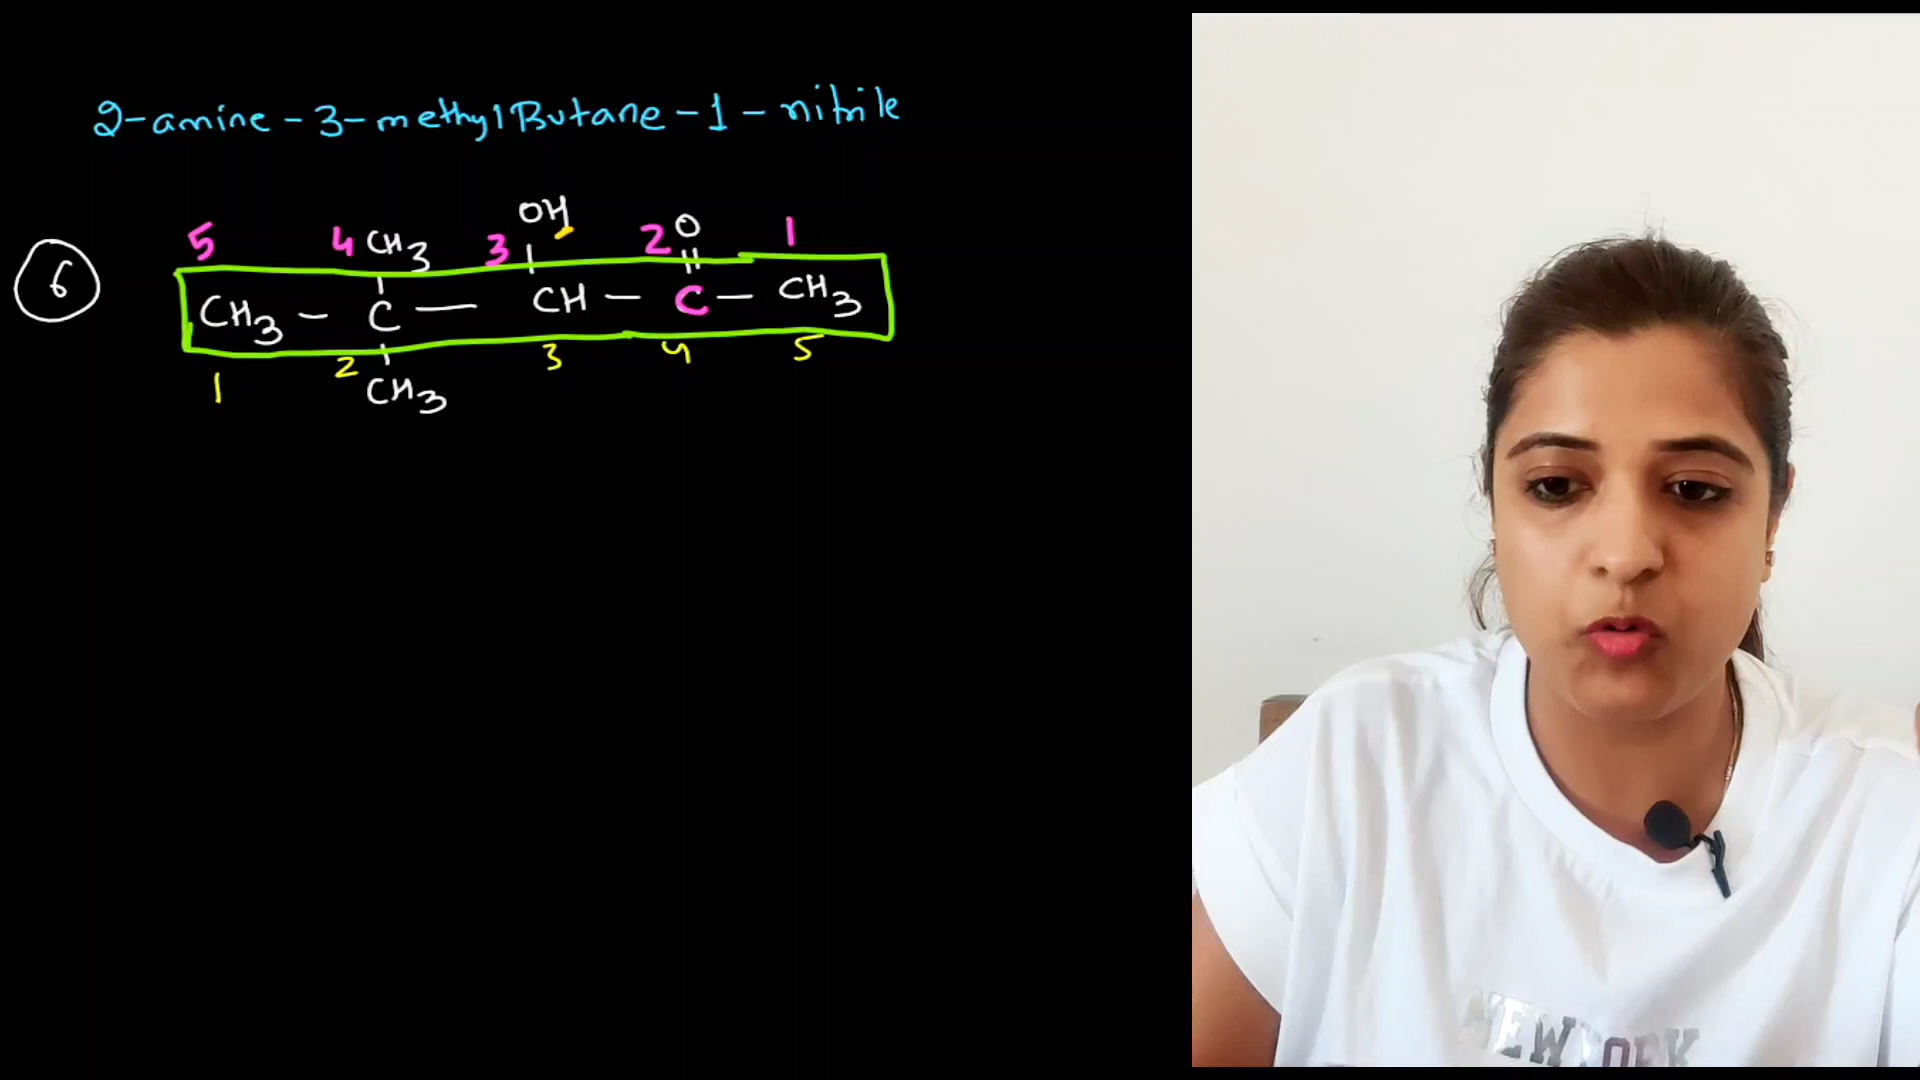 2-amine-3-methylButane-1-nitrile
5 4 CH3 3 OH 2 O 1
6 CH3 - C — CH - C - CH3
1 2 CH3 3 4 5
NEW YORK